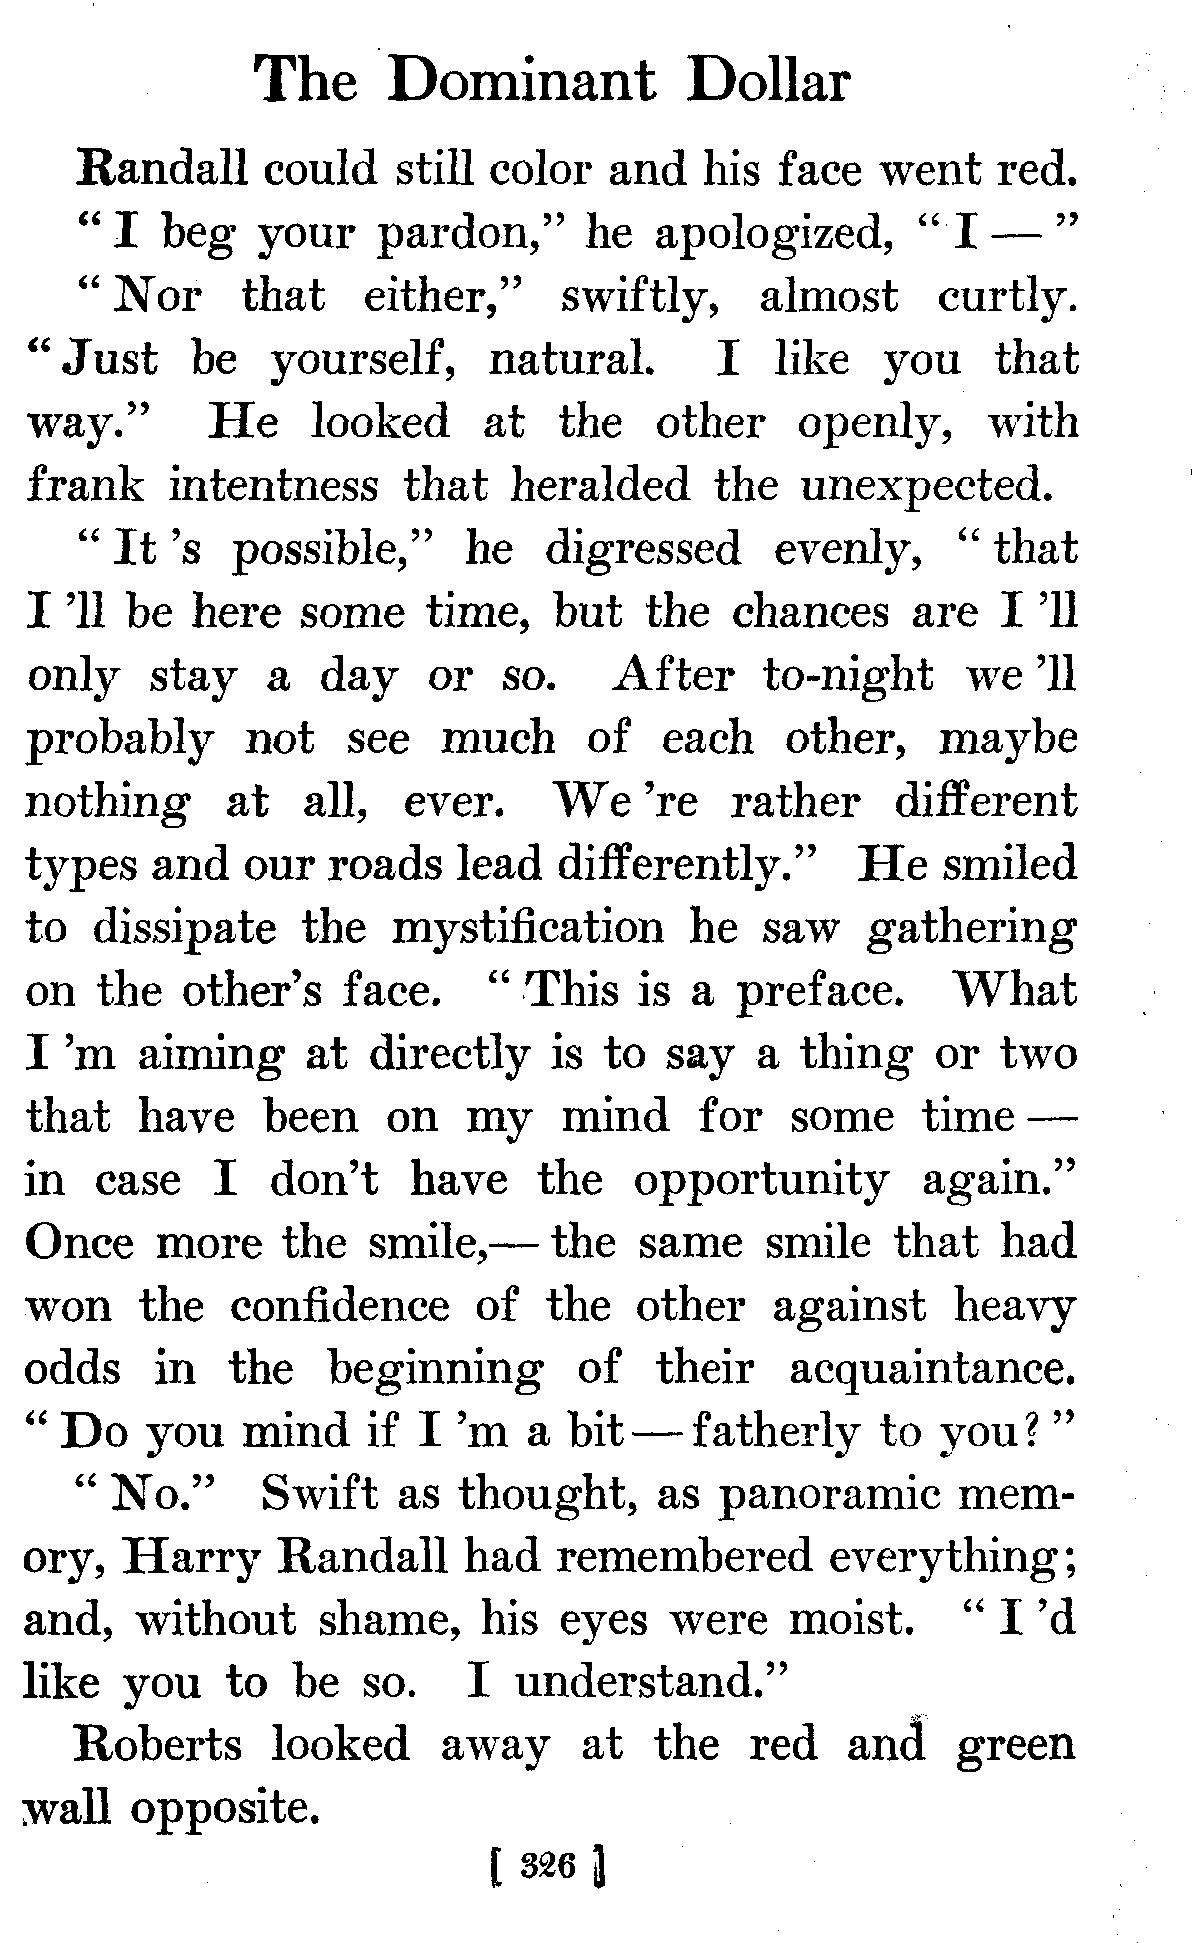 The Dominant Dollar
Randall could still color and his face went red.
“ I beg your pardon,” he apologized, “ I — ”
“ Nor that either,” swiftly, almost curtly.
“ Just be yourself, natural. I like you that
way.” He looked at the other openly, with
frank intentness that heralded the unexpected.
“ It ’s possible,” he digressed evenly, “ that
I ’ll be here some time, but the chances are I ’ll
only stay a day or so. After to-night we ’ll
probably not see much of each other, maybe
nothing at all, ever. We ’re rather different
types and our roads lead differently.” He smiled
to dissipate the mystification he saw gathering
on the other’s face. “ This is a preface. What
I ’m aiming at directly is to say a thing or two
that have been on my mind for some time —
in case I don’t have the opportunity again.”
Once more the smile,— the same smile that had
won the confidence of the other against heavy
odds in the beginning of their acquaintance.
“ Do you mind if I ’m a bit — fatherly to you? ”
“ No.” Swift as thought, as panoramic mem-
ory, Harry Randall had remembered everything;
and, without shame, his eyes were moist. “ I ’d
like you to be so. I understand.”
Roberts looked away at the red and green
wall opposite.
[ 326 ]